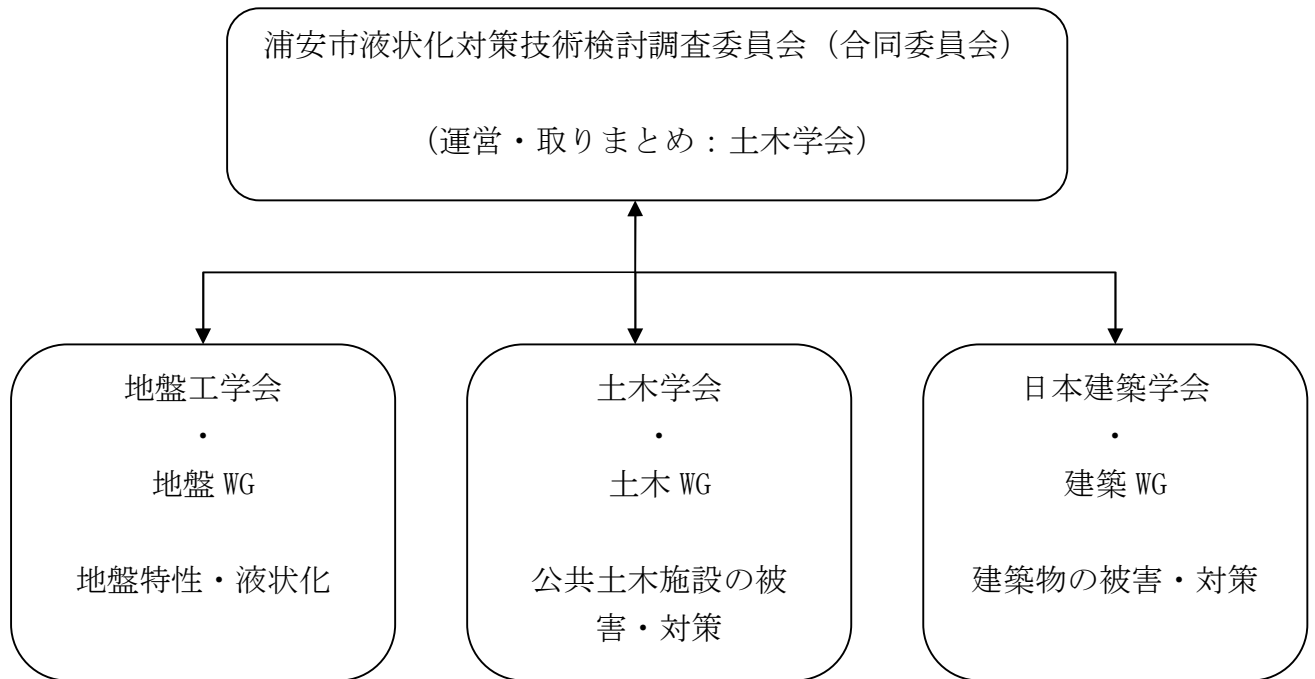 浦安市液状化対策技術検討調査委員会（合同委員会）
（運営・取りまとめ：土木学会）
地盤工学会
・
地盤 WG
地盤特性・液状化
土木学会
・
土木 WG
公共土木施設の被
害・対策
日本建築学会
・
建築 WG
建築物の被害・対策